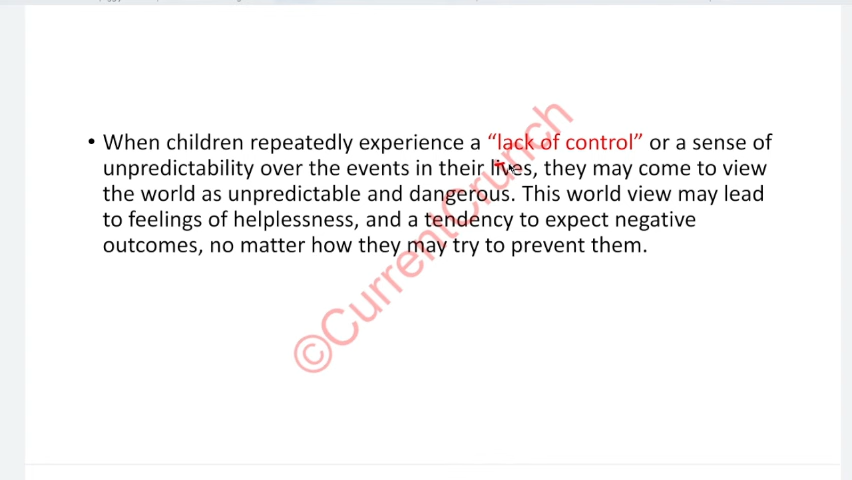 • When children repeatedly experience a “lack of control” or a sense of
unpredictability over the events in their lives, they may come to view
the world as unpredictable and dangerous. This world view may lead
to feelings of helplessness, and a tendency to expect negative
outcomes, no matter how they may try to prevent them.
©CurrentCrunch